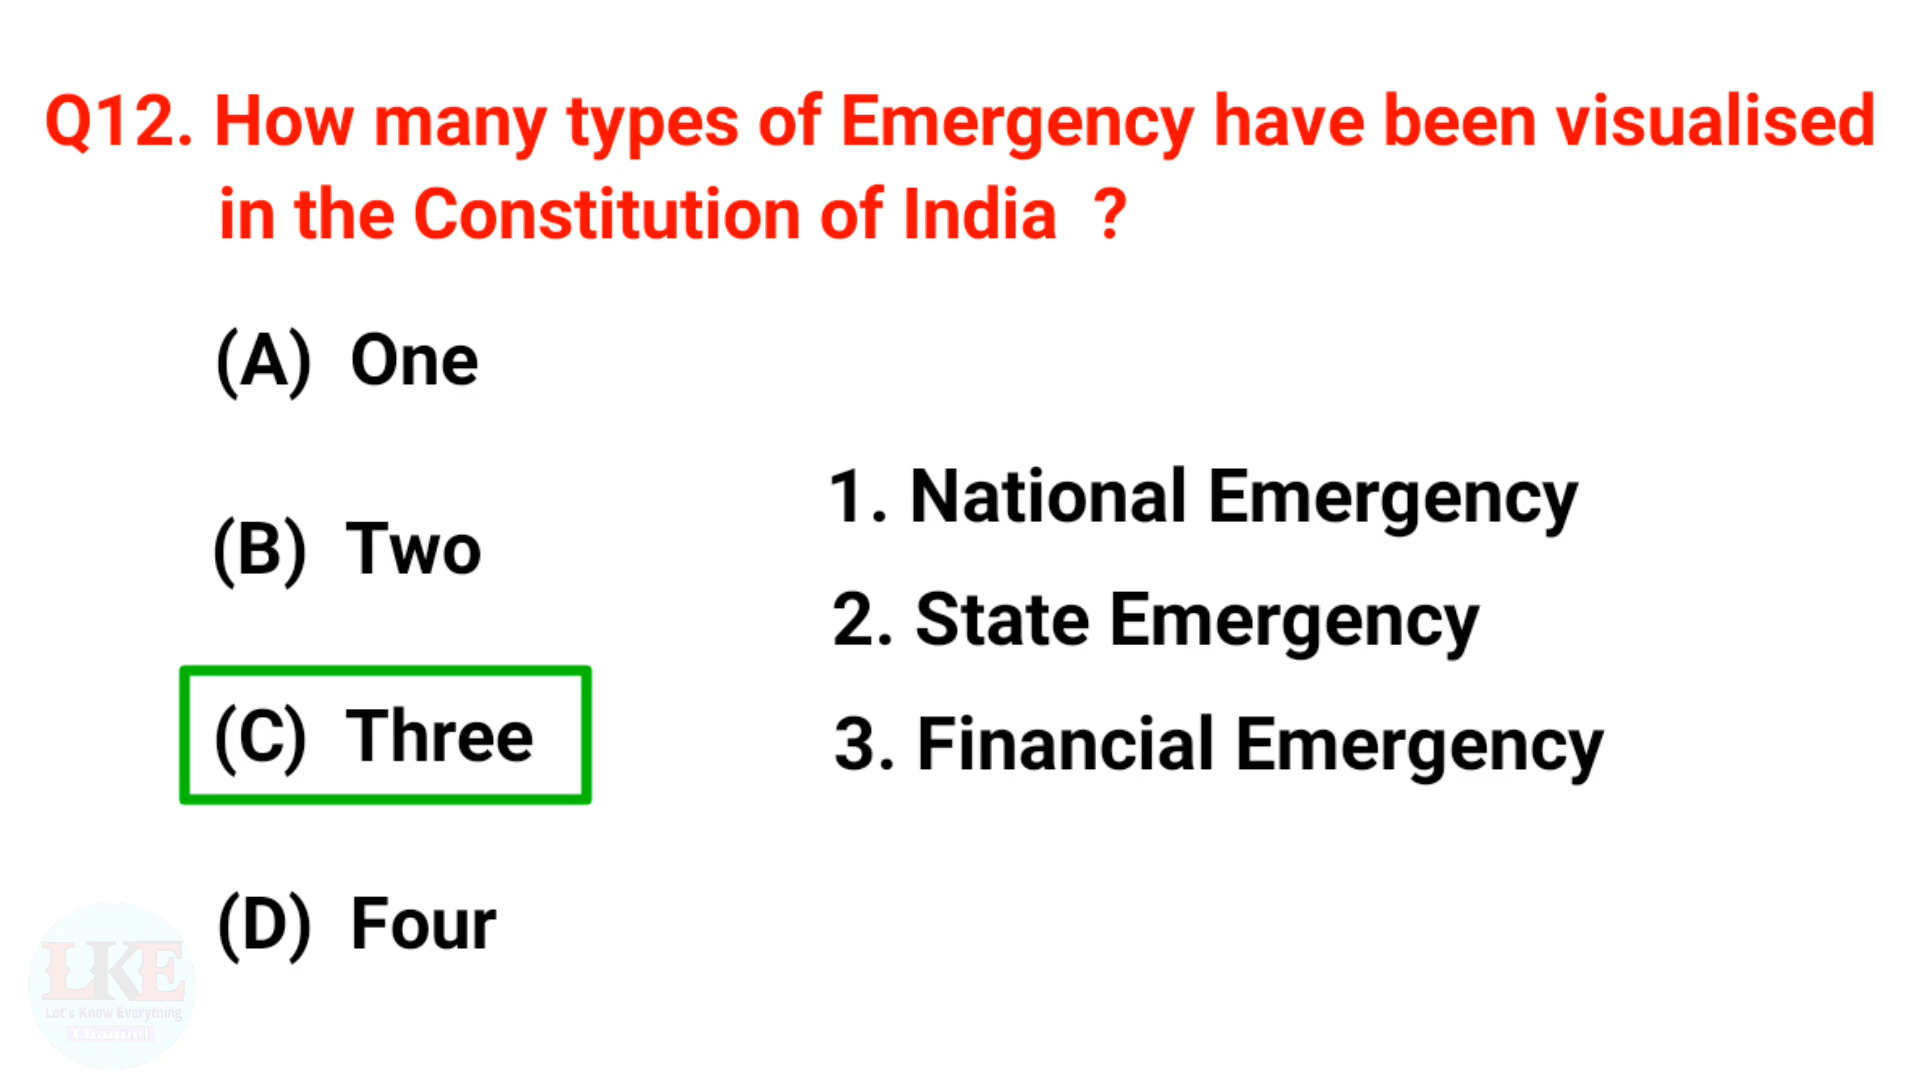 Q12. How many types of Emergency have been visualised
in the Constitution of India ?
(A) One
(B) Two
(C) Three
(D) Four
1. National Emergency
2. State Emergency
3. Financial Emergency
LKE
Let's Know Everything
Channel